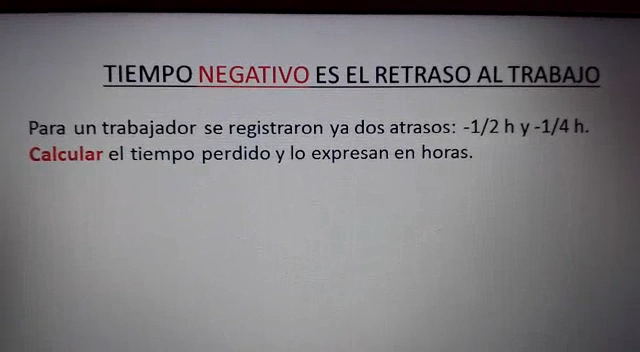 TIEMPO NEGATIVO ES EL RETRASO AL TRABAJO
Para un trabajador se registraron ya dos atrasos: -1/2 h y -1/4 h.
Calcular el tiempo perdido y lo expresan en horas.